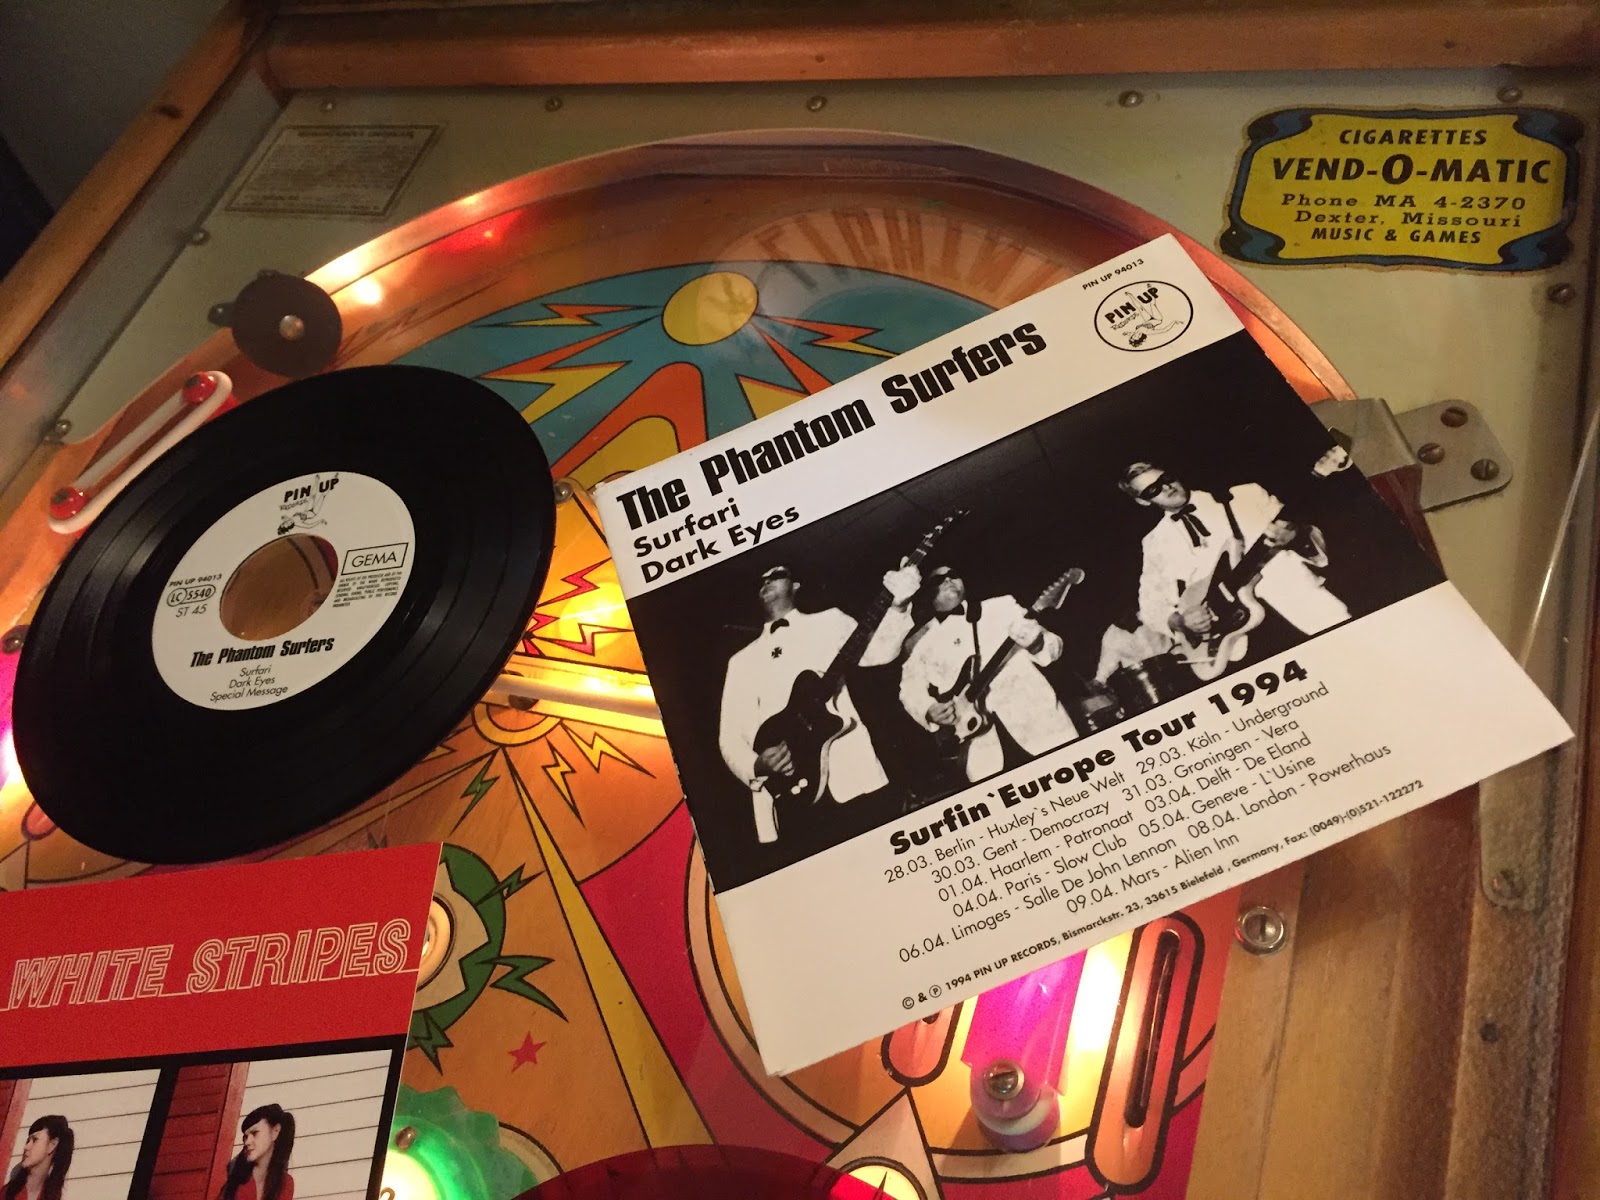 CIGARETTES
VEND-O-MATIC
Phone MA 4-2370
Dexter, Missouri
MUSIC & GAMES
PIN UP 94013
PIN UP
Records
The Phantom Surfers
Surfari
Dark Eyes
Surfin`Europe Tour 1994
28.03. Berlin - Huxley`s Neue Welt 29.03. Köln - Underground
30.03. Gent - Democrazy 31.03. Groningen - Vera
01.04. Haarlem - Patronaat 03.04. Delft - De Eland
04.04. Paris - Slow Club 05.04. Geneve - L`Usine
06.04. Limoges - Salle De John Lennon 08.04. London - Powerhaus
09.04. Mars - Alien Inn
© & ℗ 1994 PIN UP RECORDS, Bismarckstr. 23, 33615 Bielefeld , Germany, Fax: (0049)-(0)521-122272
PIN UP
Records
GEMA
PIN UP 94013
LC 5540
ST 45
The Phantom Surfers
Surfari
Dark Eyes
Special Message
WHITE STRIPES